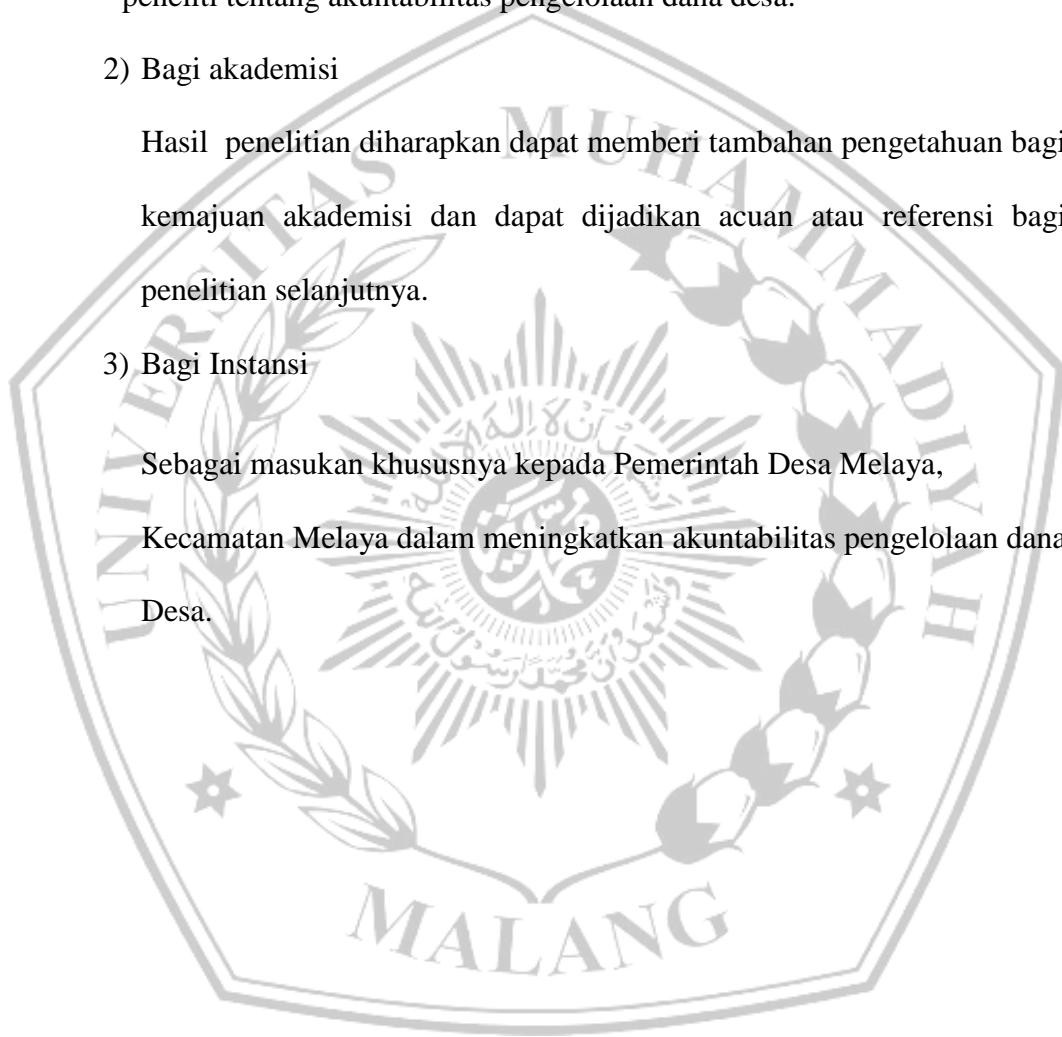 peneliti tentang akuntabilitas pengelolaan dana desa.
2) Bagi akademisi
Hasil penelitian diharapkan dapat memberi tambahan pengetahuan bagi
kemajuan akademisi dan dapat dijadikan acuan atau referensi bagi
penelitian selanjutnya.
3) Bagi Instansi
Sebagai masukan khususnya kepada Pemerintah Desa Melaya,
Kecamatan Melaya dalam meningkatkan akuntabilitas pengelolaan dana
Desa.
UNIVERSITAS MUHAMMADIYAH
MALANG